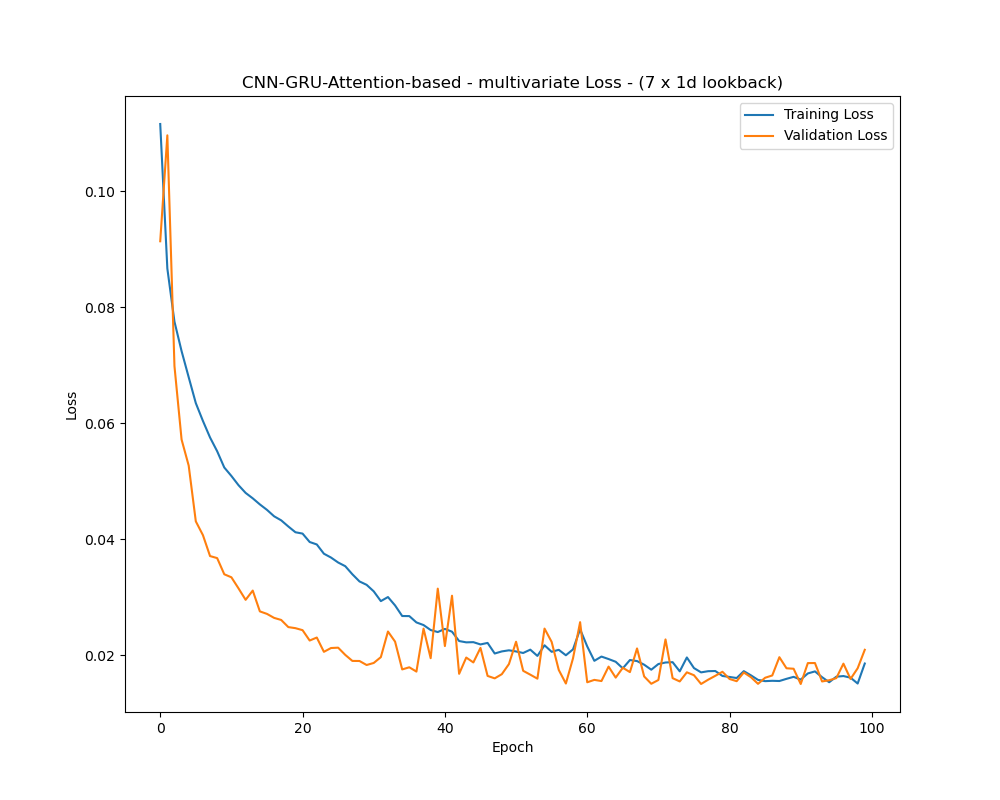 CNN-GRU-Attention-based - multivariate Loss - (7 x 1d lookback)
Training Loss
Validation Loss
0.10
0.08
0.06
0.04
0.02
Loss
0 20 40 60 80 100
Epoch